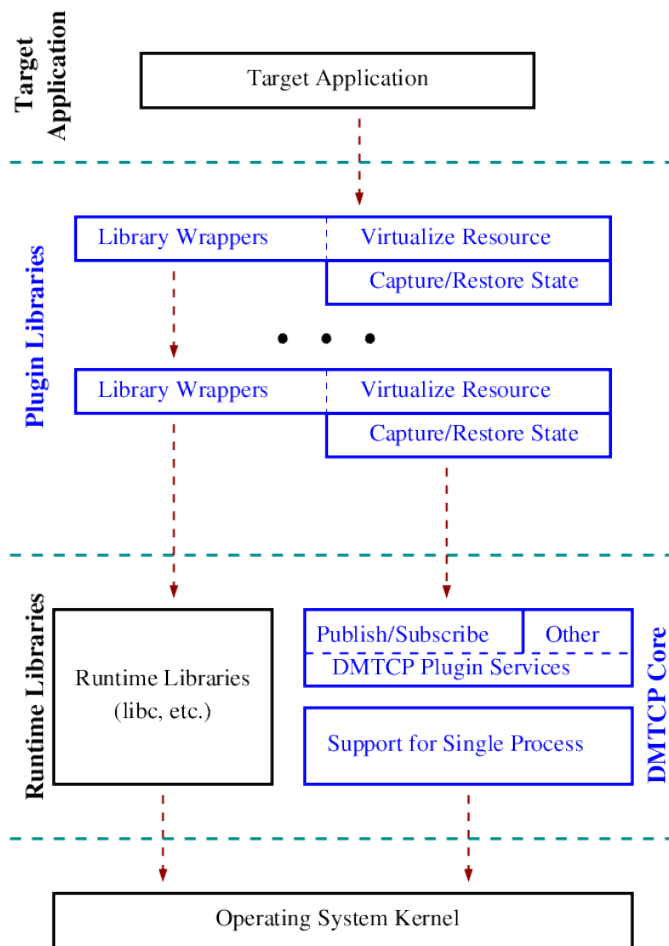 Target
Application
Target Application
Plugin Libraries
Library Wrappers
Virtualize Resource
Capture/Restore State
Library Wrappers
Virtualize Resource
Capture/Restore State
Runtime Libraries
Runtime Libraries
(libc, etc.)
Publish/Subscribe
Other
DMTCP Plugin Services
Support for Single Process
DMTCP Core
Operating System Kernel